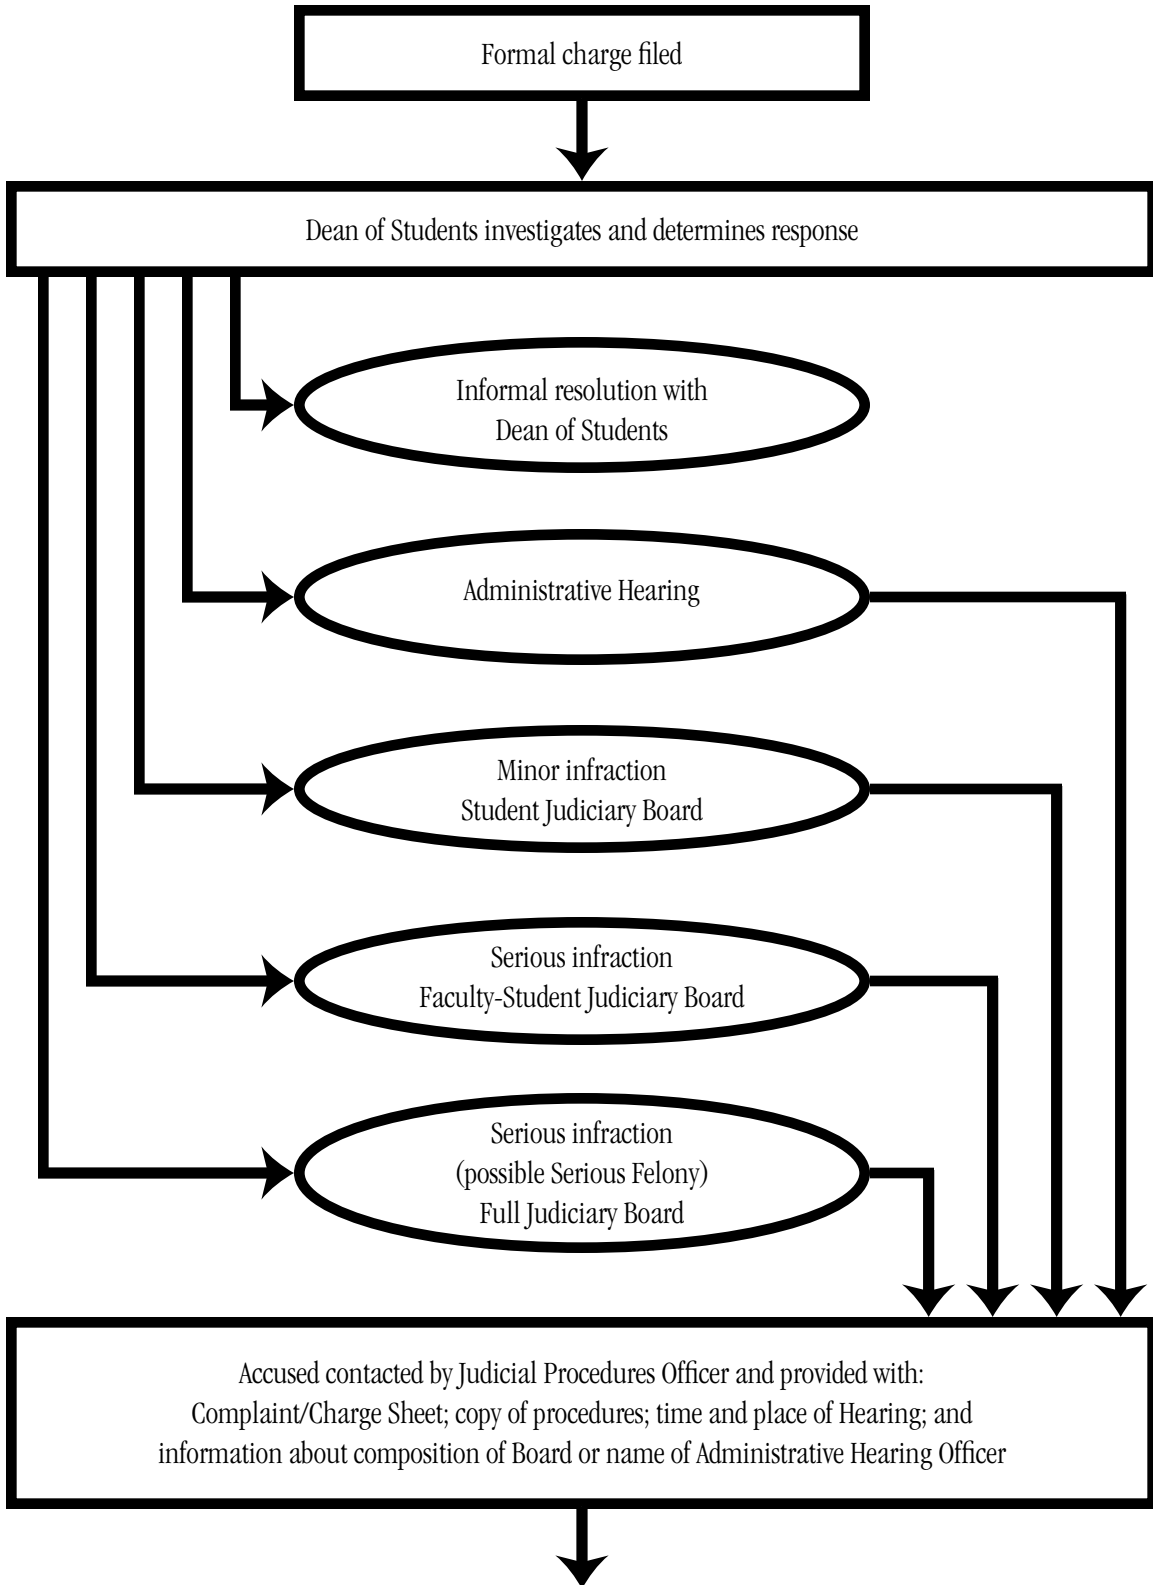 Formal charge filed
Dean of Students investigates and determines response
Informal resolution with
Dean of Students
Administrative Hearing
Minor infraction
Student Judiciary Board
Serious infraction
Faculty-Student Judiciary Board
Serious infraction
(possible Serious Felony)
Full Judiciary Board
Accused contacted by Judicial Procedures Officer and provided with:
Complaint/Charge Sheet; copy of procedures; time and place of Hearing; and
information about composition of Board or name of Administrative Hearing Officer